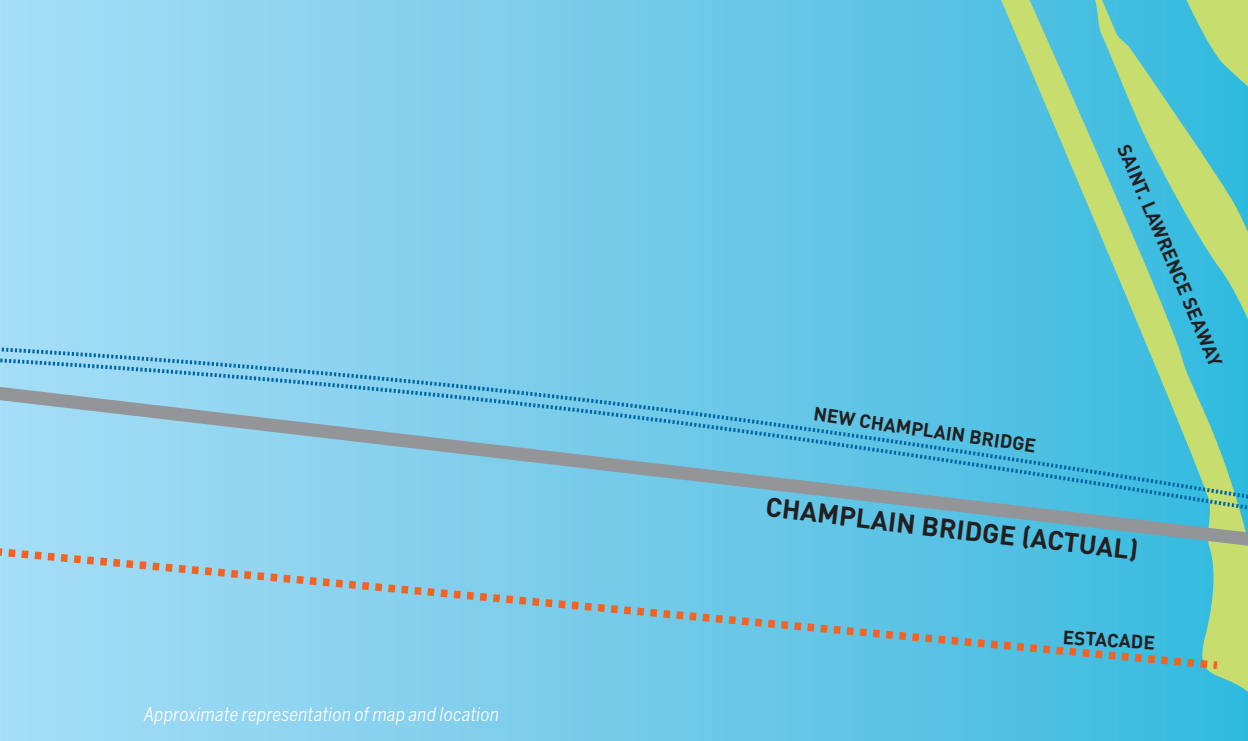 SAINT. LAWRENCE SEAWAY
NEW CHAMPLAIN BRIDGE
CHAMPLAIN BRIDGE (ACTUAL)
ESTACADE
Approximate representation of map and location